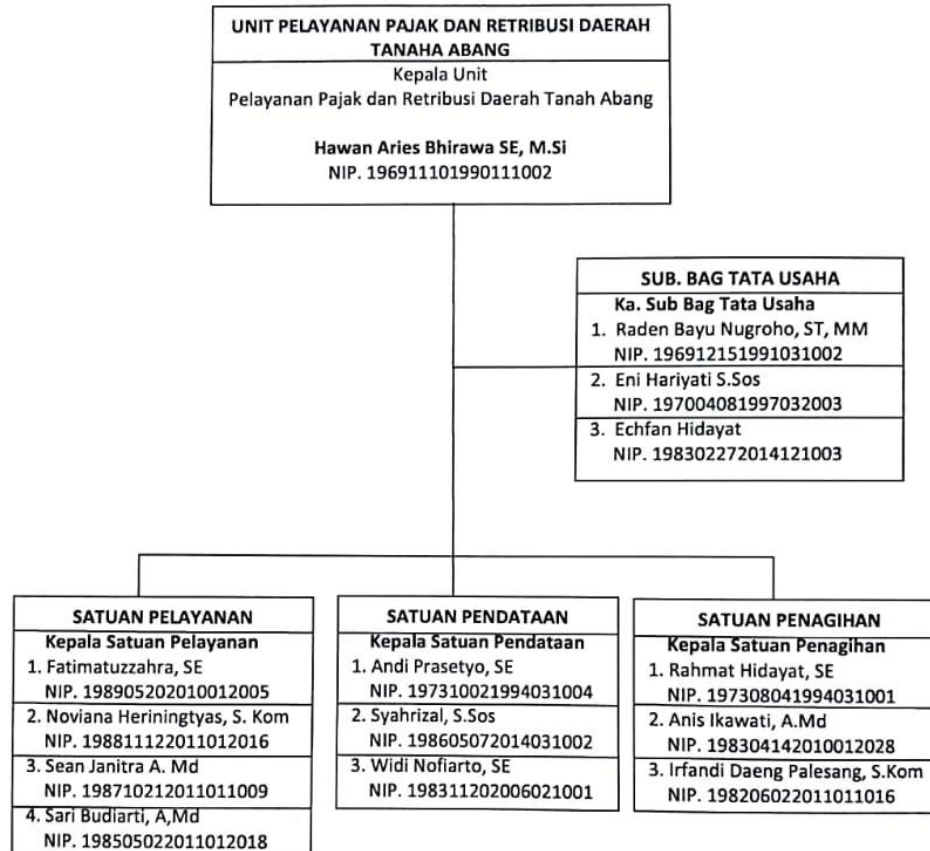 UNIT PELAYANAN PAJAK DAN RETRIBUSI DAERAH
TANAHA ABANG
Kepala Unit
Pelayanan Pajak dan Retribusi Daerah Tanah Abang
Hawan Aries Bhirawa SE, M.Si
NIP. 196911101990111002
SUB. BAG TATA USAHA
Ka. Sub Bag Tata Usaha
1. Raden Bayu Nugroho, ST, MM
NIP. 196912151991031002
2. Eni Hariyati S.Sos
NIP. 197004081997032003
3. Echfan Hidayat
NIP. 198302272014121003
SATUAN PELAYANAN
Kepala Satuan Pelayanan
1. Fatimatuzzahra, SE
NIP. 198905202010012005
2. Noviana Heriningtyas, S. Kom
NIP. 198811122011012016
3. Sean Janitra A. Md
NIP. 198710212011011009
4. Sari Budiarti, A,Md
NIP. 198505022011012018
SATUAN PENDATAAN
Kepala Satuan Pendataan
1. Andi Prasetyo, SE
NIP. 197310021994031004
2. Syahrizal, S.Sos
NIP. 198605072014031002
3. Widi Nofiarto, SE
NIP. 198311202006021001
SATUAN PENAGIHAN
Kepala Satuan Penagihan
1. Rahmat Hidayat, SE
NIP. 197308041994031001
2. Anis Ikawati, A.Md
NIP. 198304142010012028
3. Irfandi Daeng Palesang, S.Kom
NIP. 198206022011011016